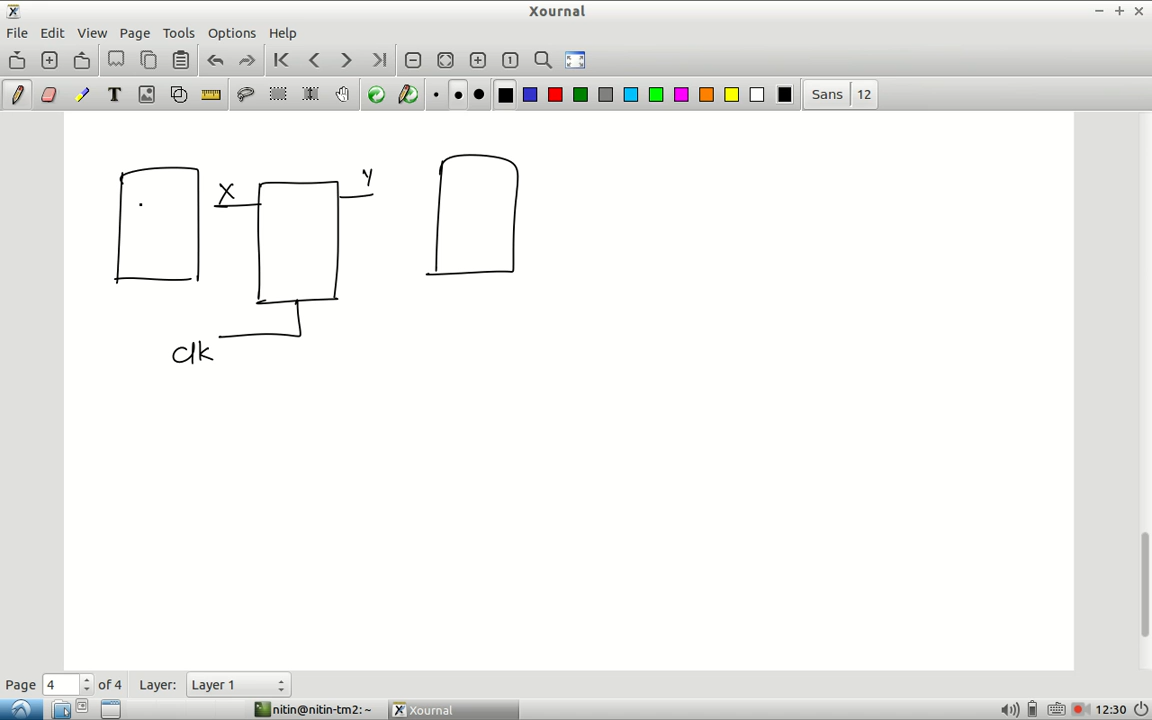 Xournal
File Edit View Page Tools Options Help
Sans 12
X
Y
clk
Page 4 of 4 Layer: Layer 1
nitin@nitin-tm2: ~ Xournal 12:30